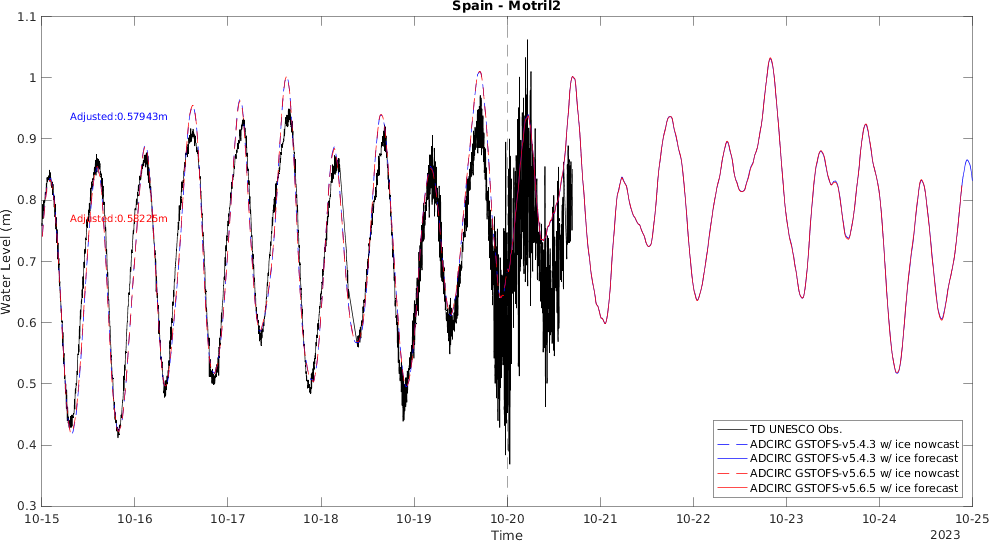 Spain - Motril2
1.1
1
0.9
0.8
0.7
0.6
0.5
0.4
0.3
Water Level (m)
Adjusted:0.57943m
Adjusted:0.58225m
TD UNESCO Obs.
ADCIRC GSTOFS-v5.4.3 w/ ice nowcast
ADCIRC GSTOFS-v5.4.3 w/ ice forecast
ADCIRC GSTOFS-v5.6.5 w/ ice nowcast
ADCIRC GSTOFS-v5.6.5 w/ ice forecast
10-15 10-16 10-17 10-18 10-19 10-20 10-21 10-22 10-23 10-24 10-25
Time
2023